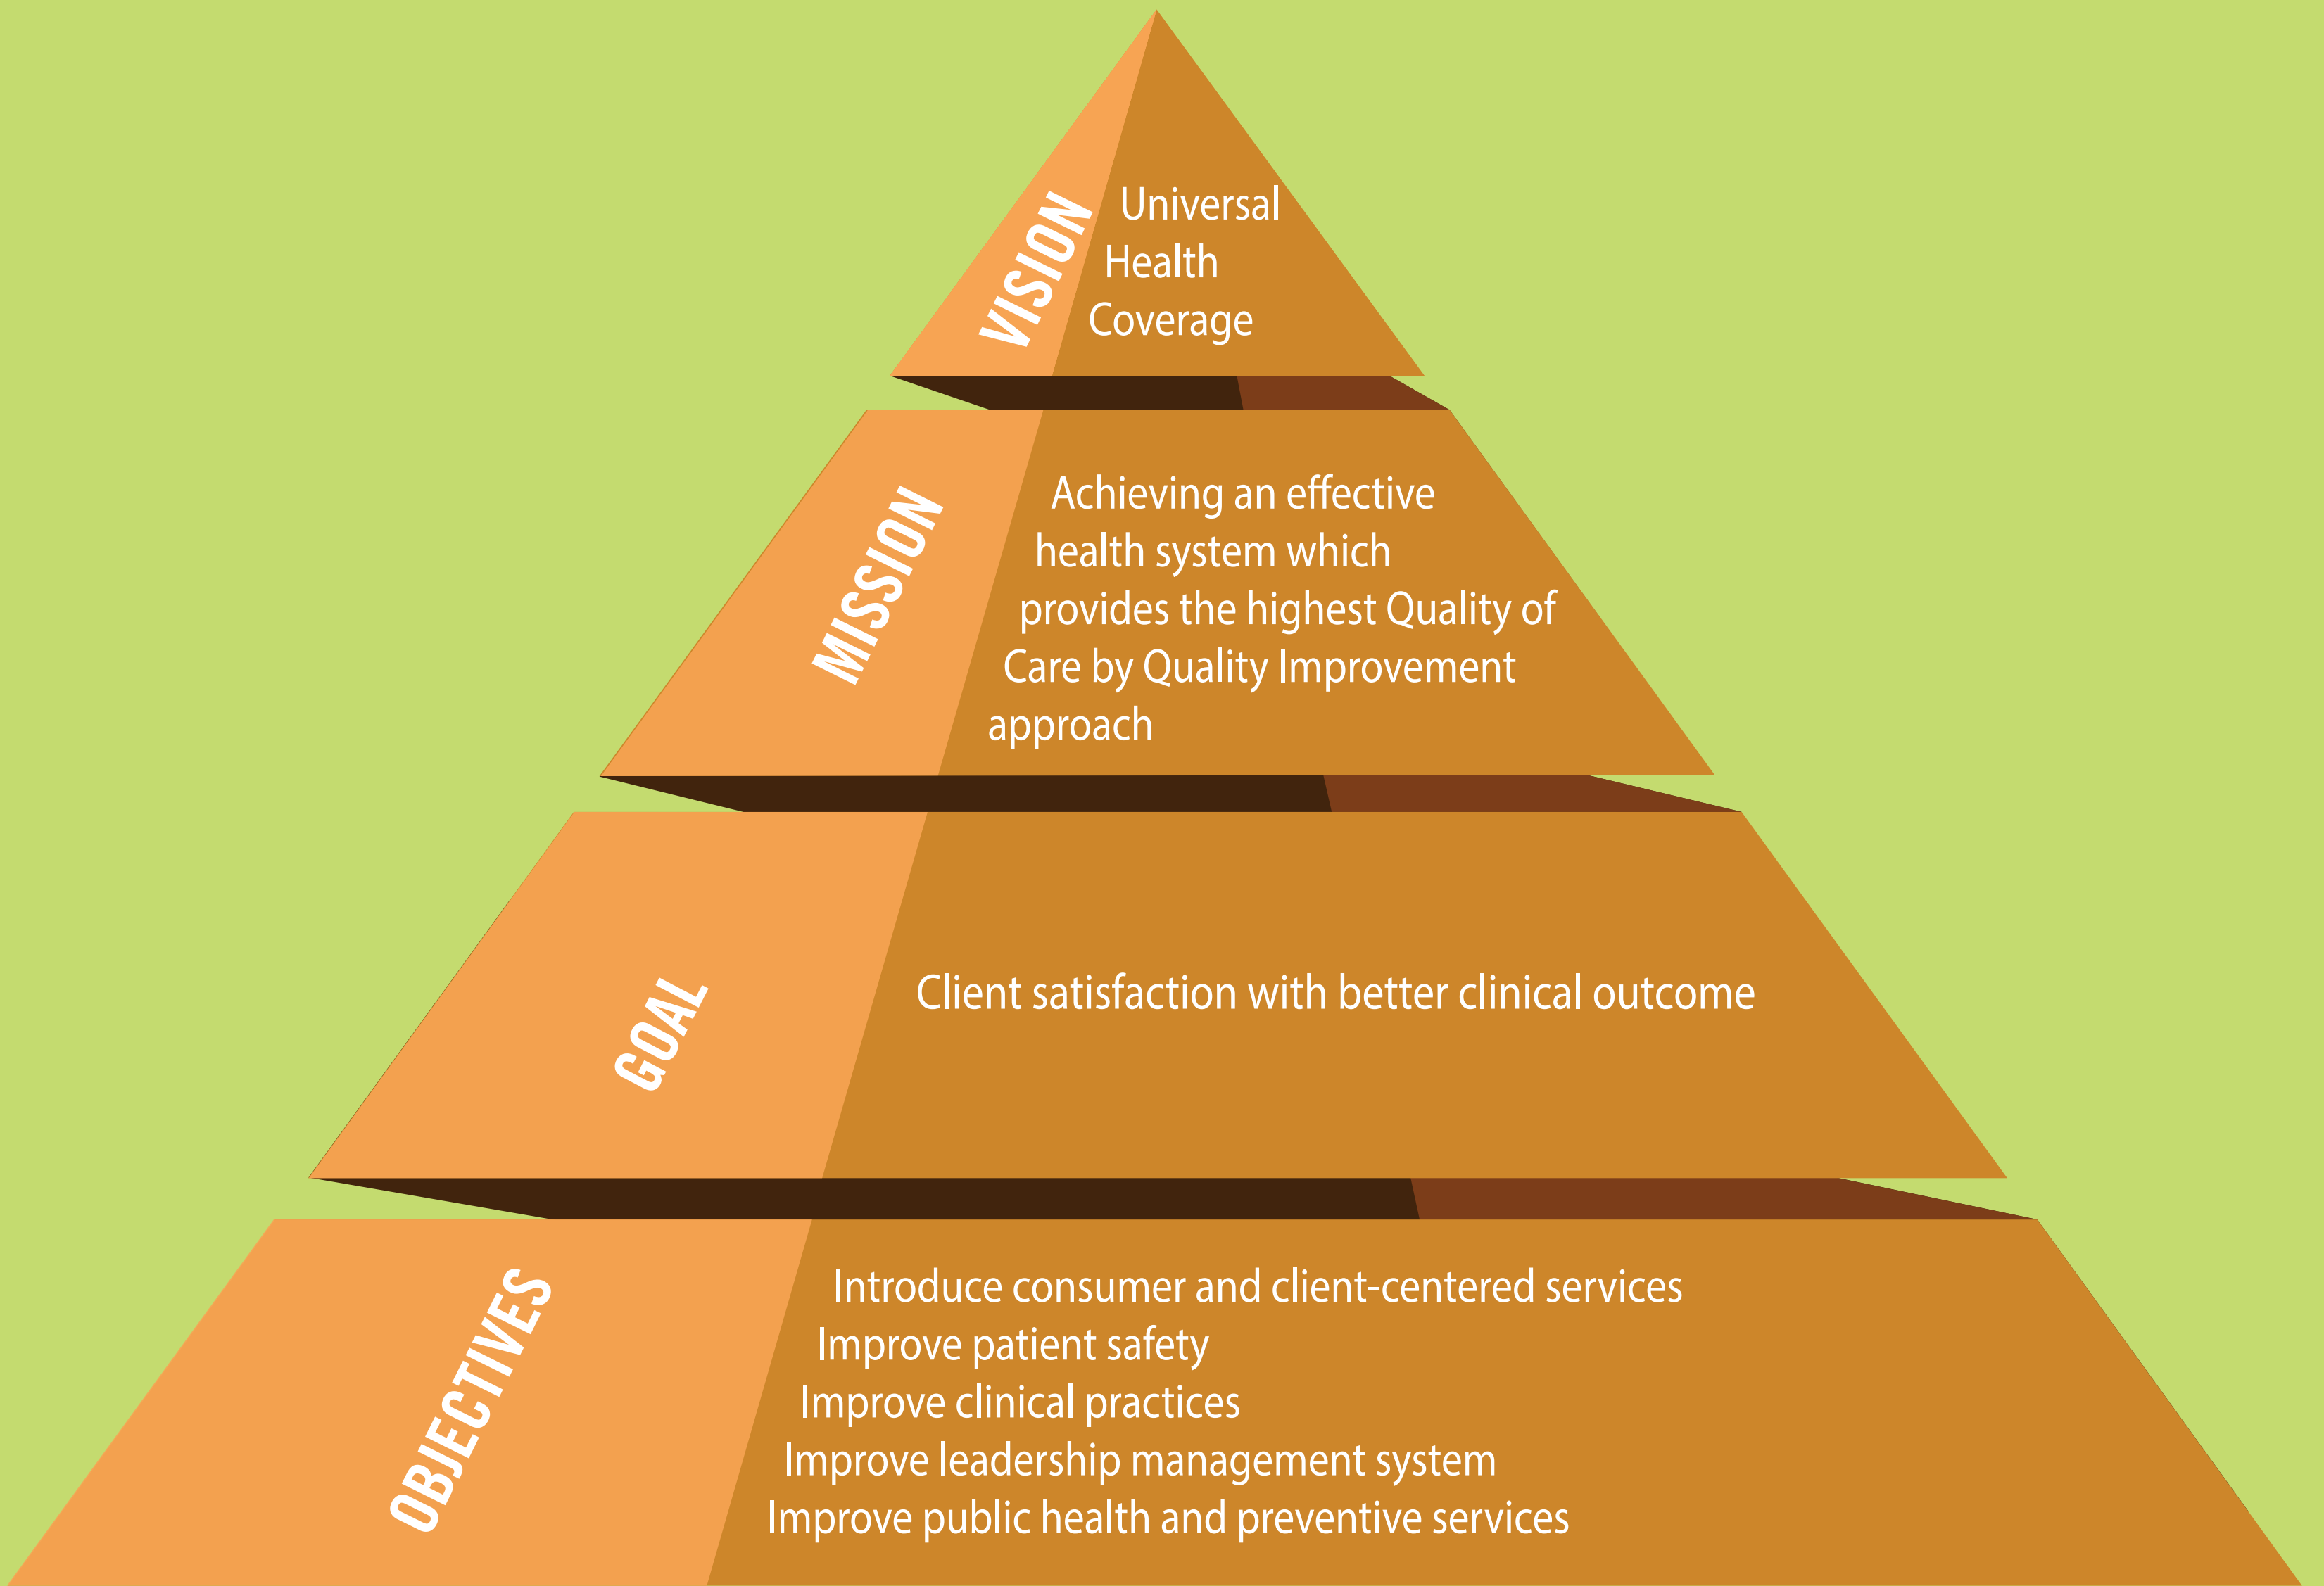 VISION
Universal
Health
Coverage
MISSION
Achieving an effective
health system which
provides the highest Quality of
Care by Quality Improvement
approach
GOAL
Client satisfaction with better clinical outcome
OBJECTIVES
Introduce consumer and client-centered services
Improve patient safety
Improve clinical practices
Improve leadership management system
Improve public health and preventive services